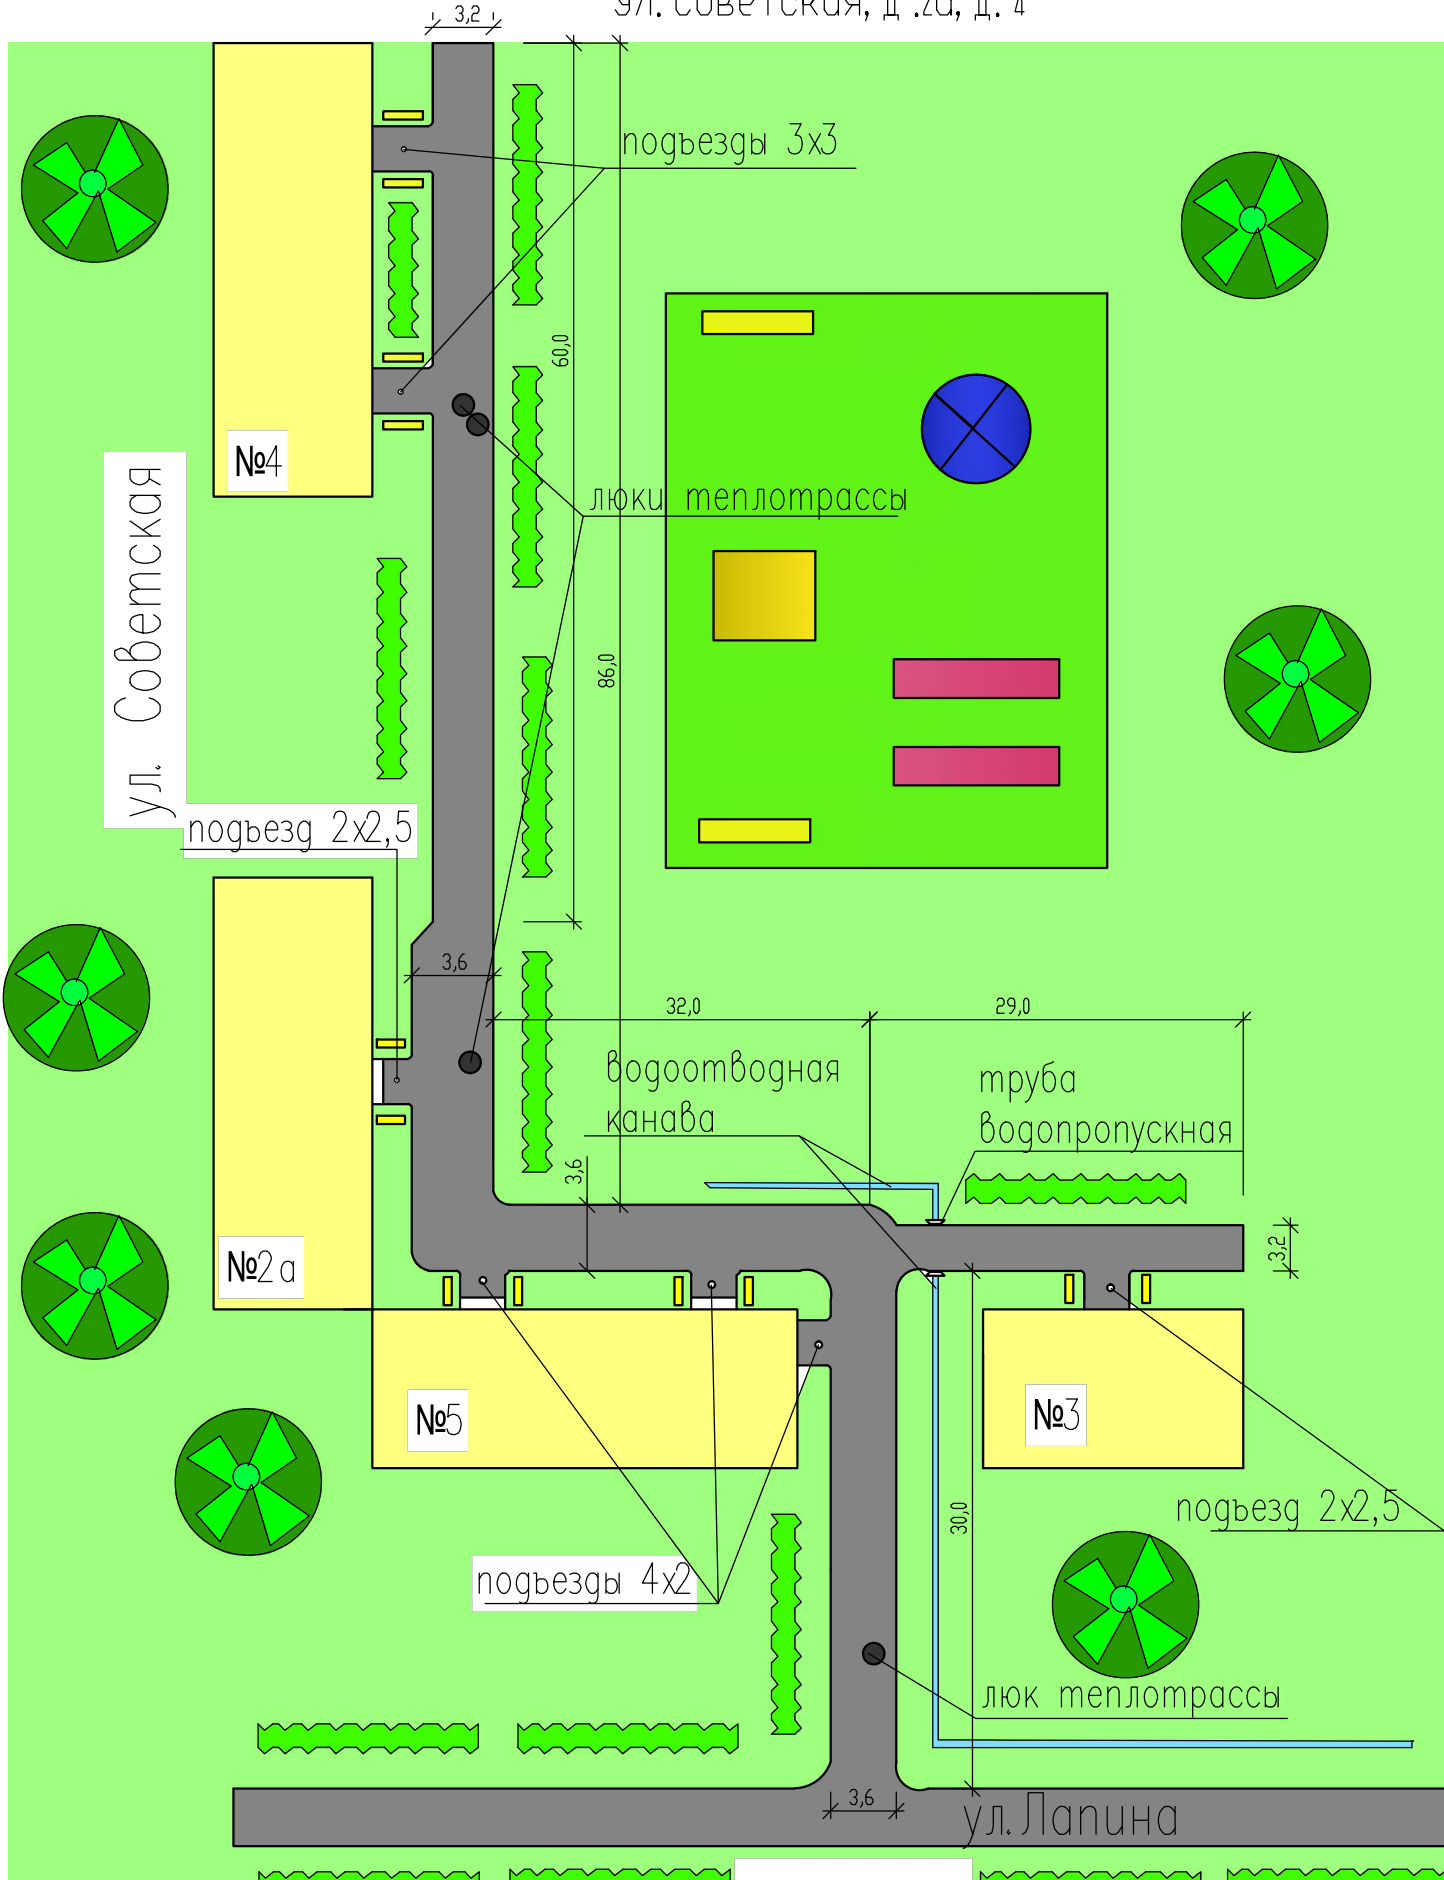 ул. Советская, д .2а, д. 4
3,2
подъезды 3х3
60,0
№4
люки теплотрассы
ул. Советская
86,0
подъезд 2х2,5
3,6
32,0
29,0
водоотводная
канава
труба
водопропускная
3,6
3,2
№2а
№5
№3
30,0
подъезд 2х2,5
подъезды 4х2
люк теплотрассы
3,6
ул.Лапина